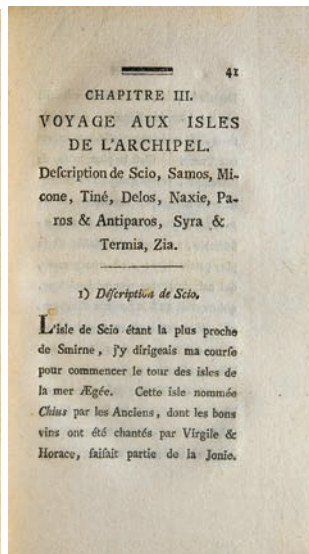 41
CHAPITRE III.
VOYAGE AUX ISLES
DE L'ARCHIPEL.
Deſcription de Scio, Samos, Mi-
cone, Tiné, Delos, Naxie, Pa-
ros & Antiparos, Syra &
Termia, Zia.
1) Déſcription de Scio.
L'isle de Scio étant la plus proche
de Smirne, j'y dirigeais ma courſe
pour commencer le tour des isles de
la mer Ægée. Cette isle nommée
Chius par les Anciens, dont les bons
vins ont été chantés par Virgile &
Horace, faiſait partie de la Jonie.